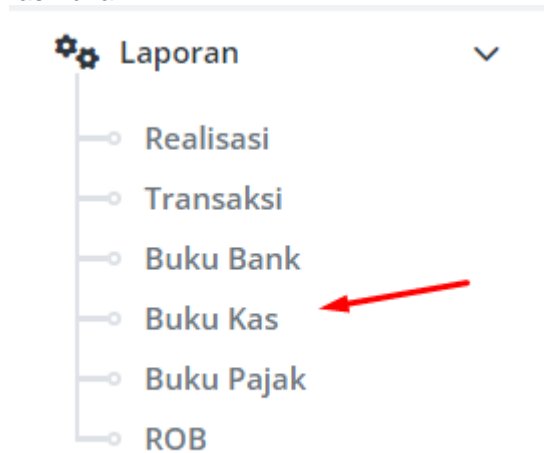 Laporan
Realisasi
Transaksi
Buku Bank
Buku Kas
Buku Pajak
ROB